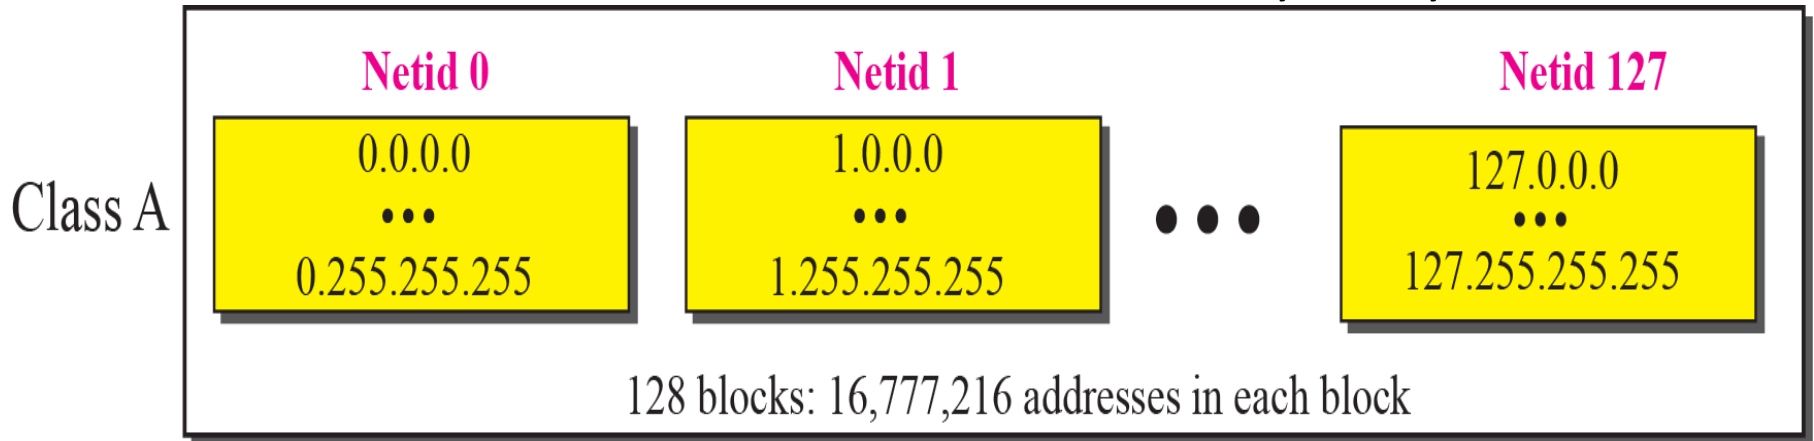 Netid 0
Netid 1
Netid 127
Class A
0.0.0.0
•••
0.255.255.255
1.0.0.0
•••
1.255.255.255
•••
127.0.0.0
•••
127.255.255.255
128 blocks: 16,777,216 addresses in each block